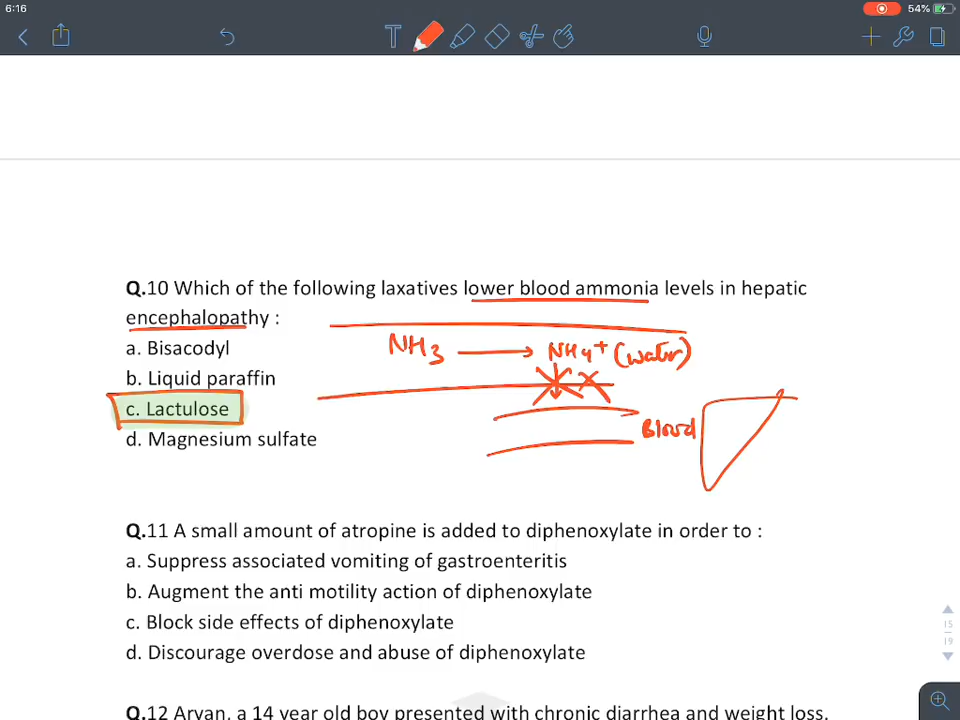 6:16
54%
T
Q.10 Which of the following laxatives lower blood ammonia levels in hepatic
encephalopathy :
NH3 → NH4+ (water)
a. Bisacodyl
b. Liquid paraffin
c. Lactulose
Blood
d. Magnesium sulfate
Q.11 A small amount of atropine is added to diphenoxylate in order to :
a. Suppress associated vomiting of gastroenteritis
b. Augment the anti motility action of diphenoxylate
c. Block side effects of diphenoxylate
15
19
d. Discourage overdose and abuse of diphenoxylate
Q.12 Aryan, a 14 year old boy presented with chronic diarrhea and weight loss.